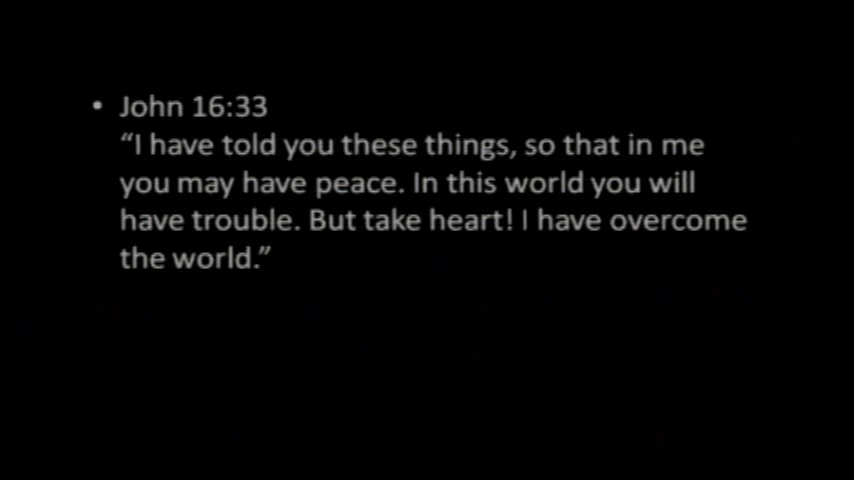 • John 16:33
“I have told you these things, so that in me
you may have peace. In this world you will
have trouble. But take heart! I have overcome
the world.”